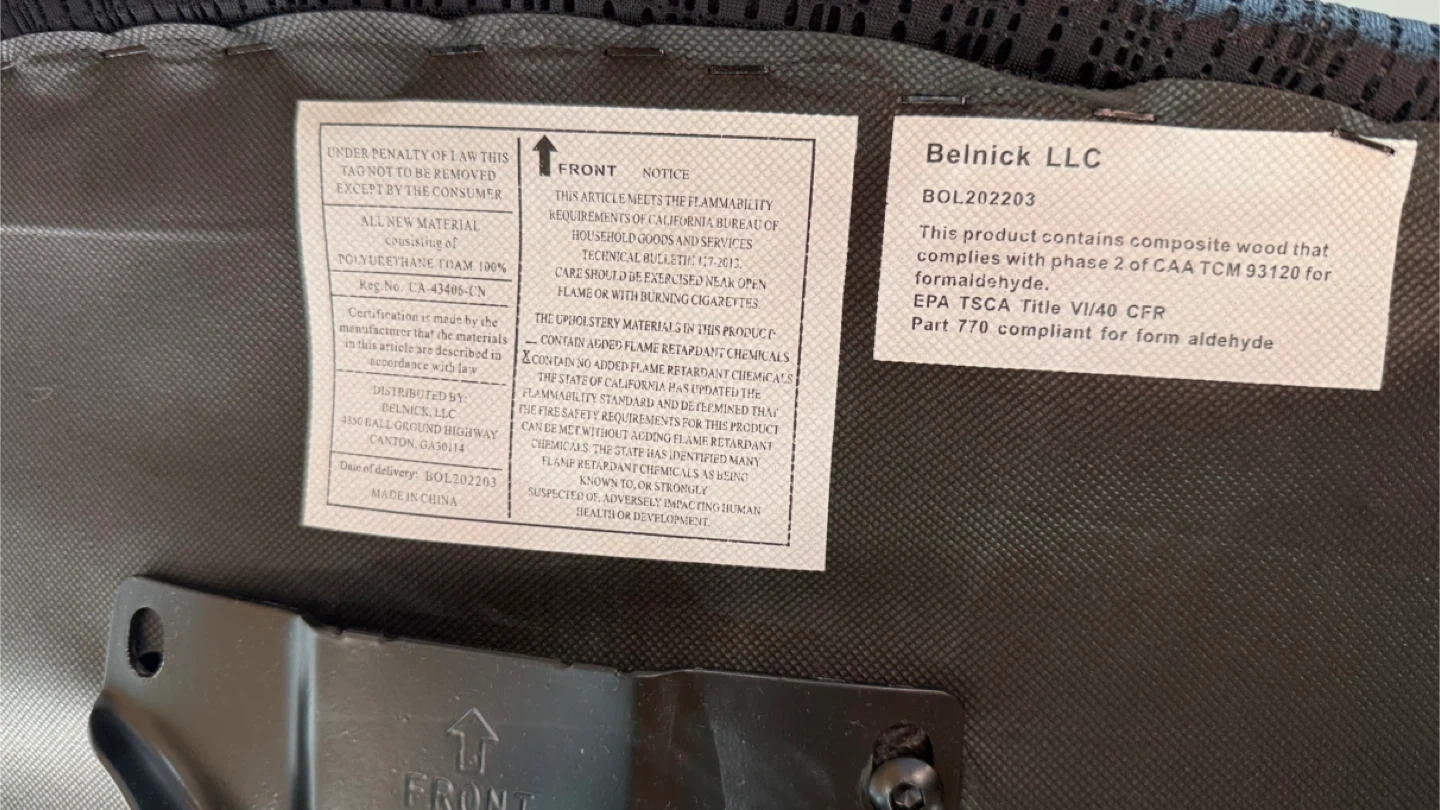 UNDER PENALTY OF LAW THIS
TAG NOT TO BE REMOVED
EXCEPT BY THE CONSUMER
ALL NEW MATERIAL
consisting of
POLYURETHANE FOAM 100%
Reg.No. CA-43406-CN
Certification is made by the
manufacturer that the materials
in this article are described in
accordance with law
DISTRIBUTED BY:
BELNICK, LLC
4350 BALL GROUND HIGHWAY
CANTON, GA30114
Date of delivery: BOL202203
MADE IN CHINA
FRONT NOTICE
THIS ARTICLE MEETS THE FLAMMABILITY
REQUIREMENTS OF CALIFORNIA BUREAU OF
HOUSEHOLD GOODS AND SERVICES
TECHNICAL BULLETIN 117-2013.
CARE SHOULD BE EXERCISED NEAR OPEN
FLAME OR WITH BURNING CIGARETTES.
THE UPHOLSTERY MATERIALS IN THIS PRODUCT:
__ CONTAIN ADDED FLAME RETARDANT CHEMICALS
X CONTAIN NO ADDED FLAME RETARDANT CHEMICALS
THE STATE OF CALIFORNIA HAS UPDATED THE
FLAMMABILITY STANDARD AND DETERMINED THAT
THE FIRE SAFETY REQUIREMENTS FOR THIS PRODUCT
CAN BE MET WITHOUT ADDING FLAME RETARDANT
CHEMICALS. THE STATE HAS IDENTIFIED MANY
FLAME RETARDANT CHEMICALS AS BEING
KNOWN TO, OR STRONGLY
SUSPECTED OF, ADVERSELY IMPACTING HUMAN
HEALTH OR DEVELOPMENT.
Belnick LLC
BOL202203
This product contains composite wood that
complies with phase 2 of CAA TCM 93120 for
formaidehyde.
EPA TSCA Title VI/40 CFR
Part 770 compliant for form aldehyde
FRONT